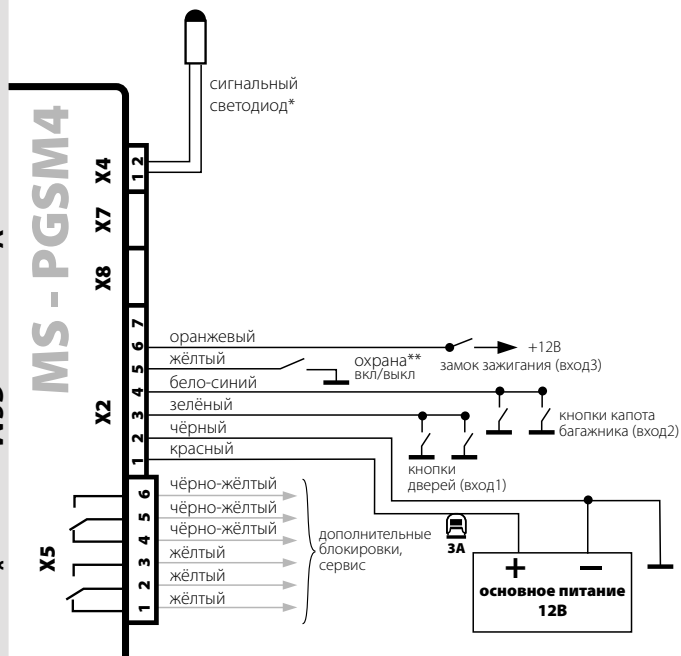 сигнальный
светодиод*
MS - PGSM4
X4
1 2
X7
X8
X2
7
6
5
4
3
2
1
оранжевый
+12В
замок зажигания (вход3)
жёлтый
охрана**
вкл/выкл
бело-синий
зелёный
кнопки капота
багажника (вход2)
чёрный
красный
кнопки
дверей (вход1)
X5
6
5
4
3
2
1
чёрно-жёлтый
чёрно-жёлтый
чёрно-жёлтый
жёлтый
жёлтый
жёлтый
дополнительные
блокировки,
сервис
3А
+
–
основное питание
12В